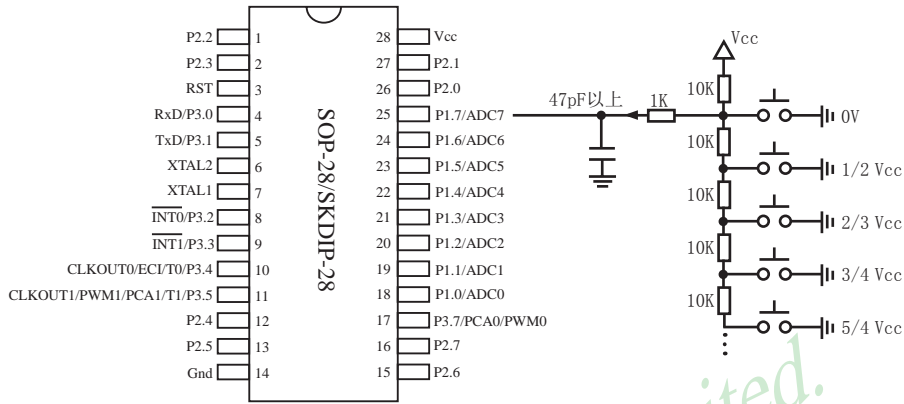 P2.2 1
P2.3 2
RST 3
RxD/P3.0 4
TxD/P3.1 5
XTAL2 6
XTAL1 7
INT0/P3.2 8
INT1/P3.3 9
CLKOUT0/ECI/T0/P3.4 10
CLKOUT1/PWM1/PCA1/T1/P3.5 11
P2.4 12
P2.5 13
Gnd 14
SOP-28/SKDIP-28
28 Vcc
27 P2.1
26 P2.0
25 P1.7/ADC7
24 P1.6/ADC6
23 P1.5/ADC5
22 P1.4/ADC4
21 P1.3/ADC3
20 P1.2/ADC2
19 P1.1/ADC1
18 P1.0/ADC0
17 P3.7/PCA0/PWM0
16 P2.7
15 P2.6
47pF以上
1K
Vcc
10K
0V
10K
1/2 Vcc
10K
2/3 Vcc
10K
3/4 Vcc
10K
5/4 Vcc